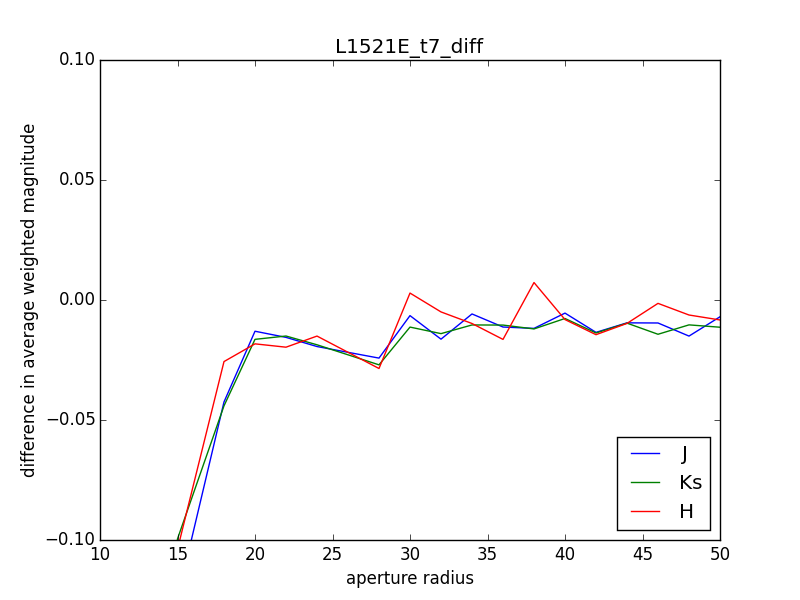 L1521E_t7_diff
0.10
0.05
0.00
−0.05
−0.10
difference in average weighted magnitude
10 15 20 25 30 35 40 45 50
aperture radius
J
Ks
H